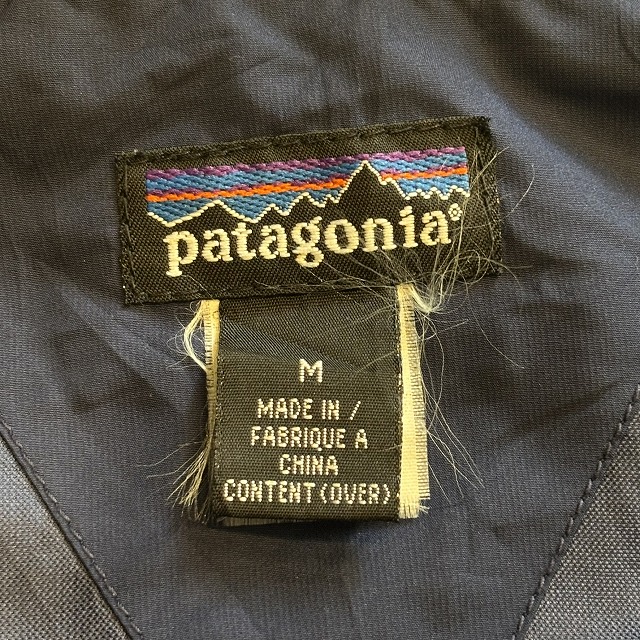 patagonia®
M
MADE IN /
FABRIQUE A
CHINA
CONTENT (OVER)